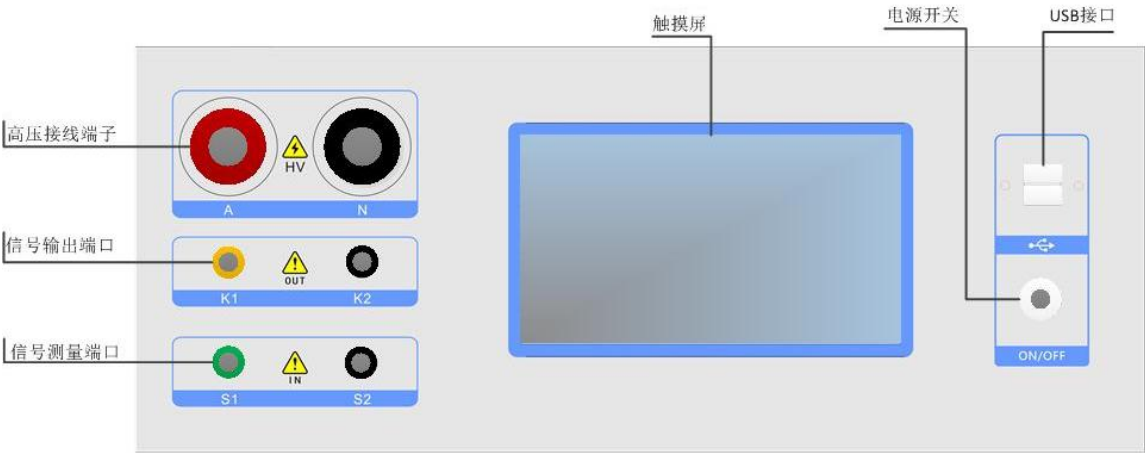 触摸屏
电源开关
USB接口
高压接线端子
HV
A
N
信号输出端口
OUT
K1
K2
信号测量端口
IN
S1
S2
ON/OFF